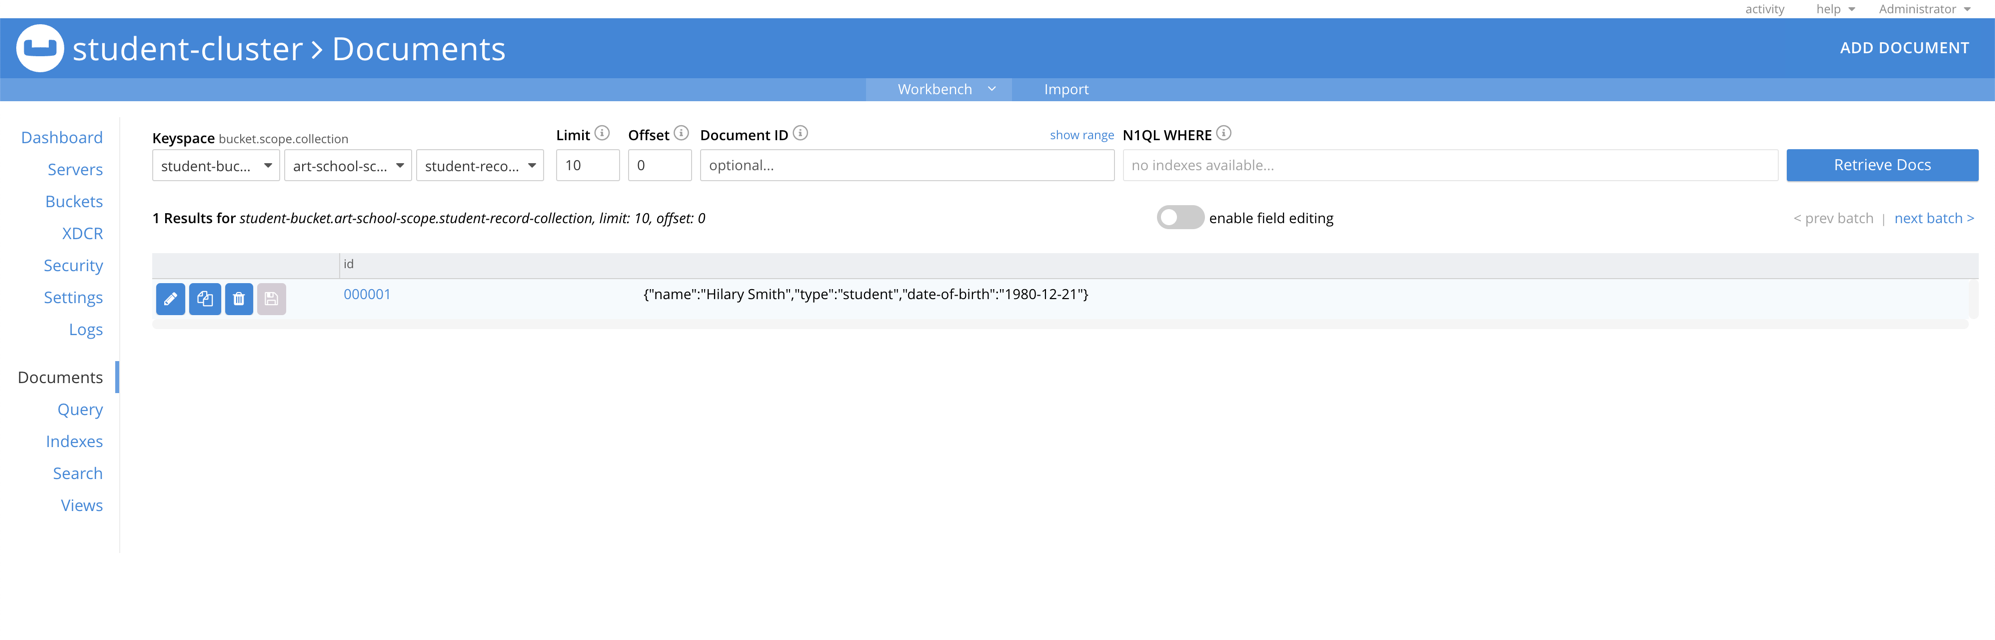 activity help Administrator
student-cluster > Documents ADD DOCUMENT
Workbench Import
Dashboard
Servers
Buckets
XDCR
Security
Settings
Logs
Documents
Query
Indexes
Search
Views
Keyspace bucket.scope.collection Limit Offset Document ID show range N1QL WHERE
student-buc... art-school-sc... student-reco... 10 0 optional... no indexes available... Retrieve Docs
1 Results for student-bucket.art-school-scope.student-record-collection, limit: 10, offset: 0 enable field editing < prev batch | next batch >
id
000001 {"name":"Hilary Smith","type":"student","date-of-birth":"1980-12-21"}